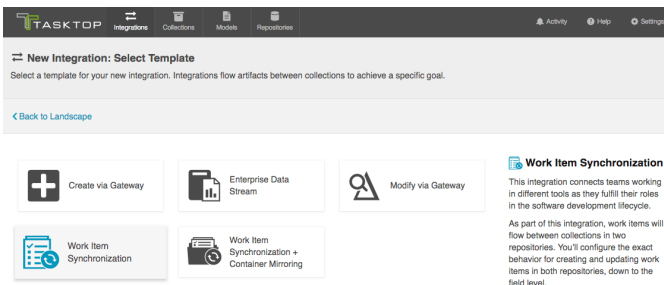 TASKTOP
Integrations
Collections
Models
Repositories
Activity
Help
Settings
New Integration: Select Template
Select a template for your new integration. Integrations flow artifacts between collections to achieve a specific goal.
Back to Landscape
Create via Gateway
Enterprise Data
Stream
Modify via Gateway
Work Item
Synchronization
Work Item
Synchronization +
Container Mirroring
Work Item Synchronization
This integration connects teams working
in different tools as they fulfill their roles
in the software development lifecycle.
As part of this integration, work items will
flow between collections in two
repositories. You'll configure the exact
behavior for creating and updating work
items in both repositories, down to the
field level.